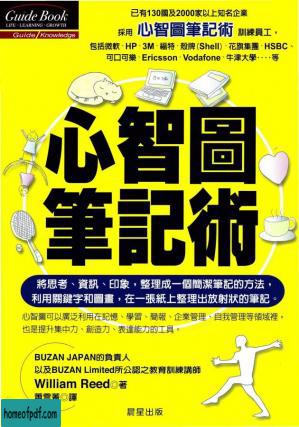 Guide Book
LIFE‧LEARNING‧GROWTH
Guide/Knowledge
已有130國及2000家以上知名企業
採用 心智圖筆記術 訓練員工，
包括微軟‧HP‧3M‧福特‧殼牌(Shell)‧花旗集團‧HSBC‧
可口可樂‧Ericsson‧Vodafone‧牛津大學‥‥等
心智圖
筆記術
將思考、資訊、印象，整理成一個簡潔筆記的方法，
利用關鍵字和圖畫，在一張紙上整理出放射狀的筆記。
心智圖可以廣泛利用在記憶、學習、簡報、企業管理、自我管理等領域裡，
也是提升集中力、創造力、表達能力的工具。
BUZAN JAPAN的負責人
以及BUZAN Limited所公認之教育訓練講師
William Reed◎著
蕭雲菁◎譯
晨星出版
homeofpdf.com